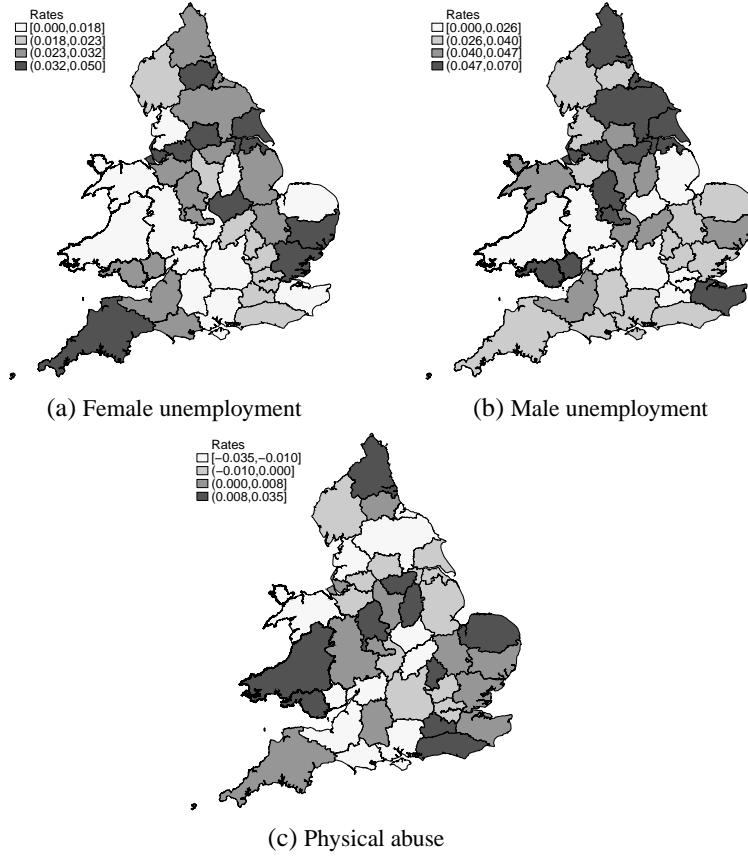 Rates
[0.000,0.018]
(0.018,0.023]
(0.023,0.032]
(0.032,0.050]
Rates
[0.000,0.026]
(0.026,0.040]
(0.040,0.047]
(0.047,0.070]
(a) Female unemployment
(b) Male unemployment
Rates
[−0.035,−0.010]
(−0.010,0.000]
(0.000,0.008]
(0.008,0.035]
(c) Physical abuse